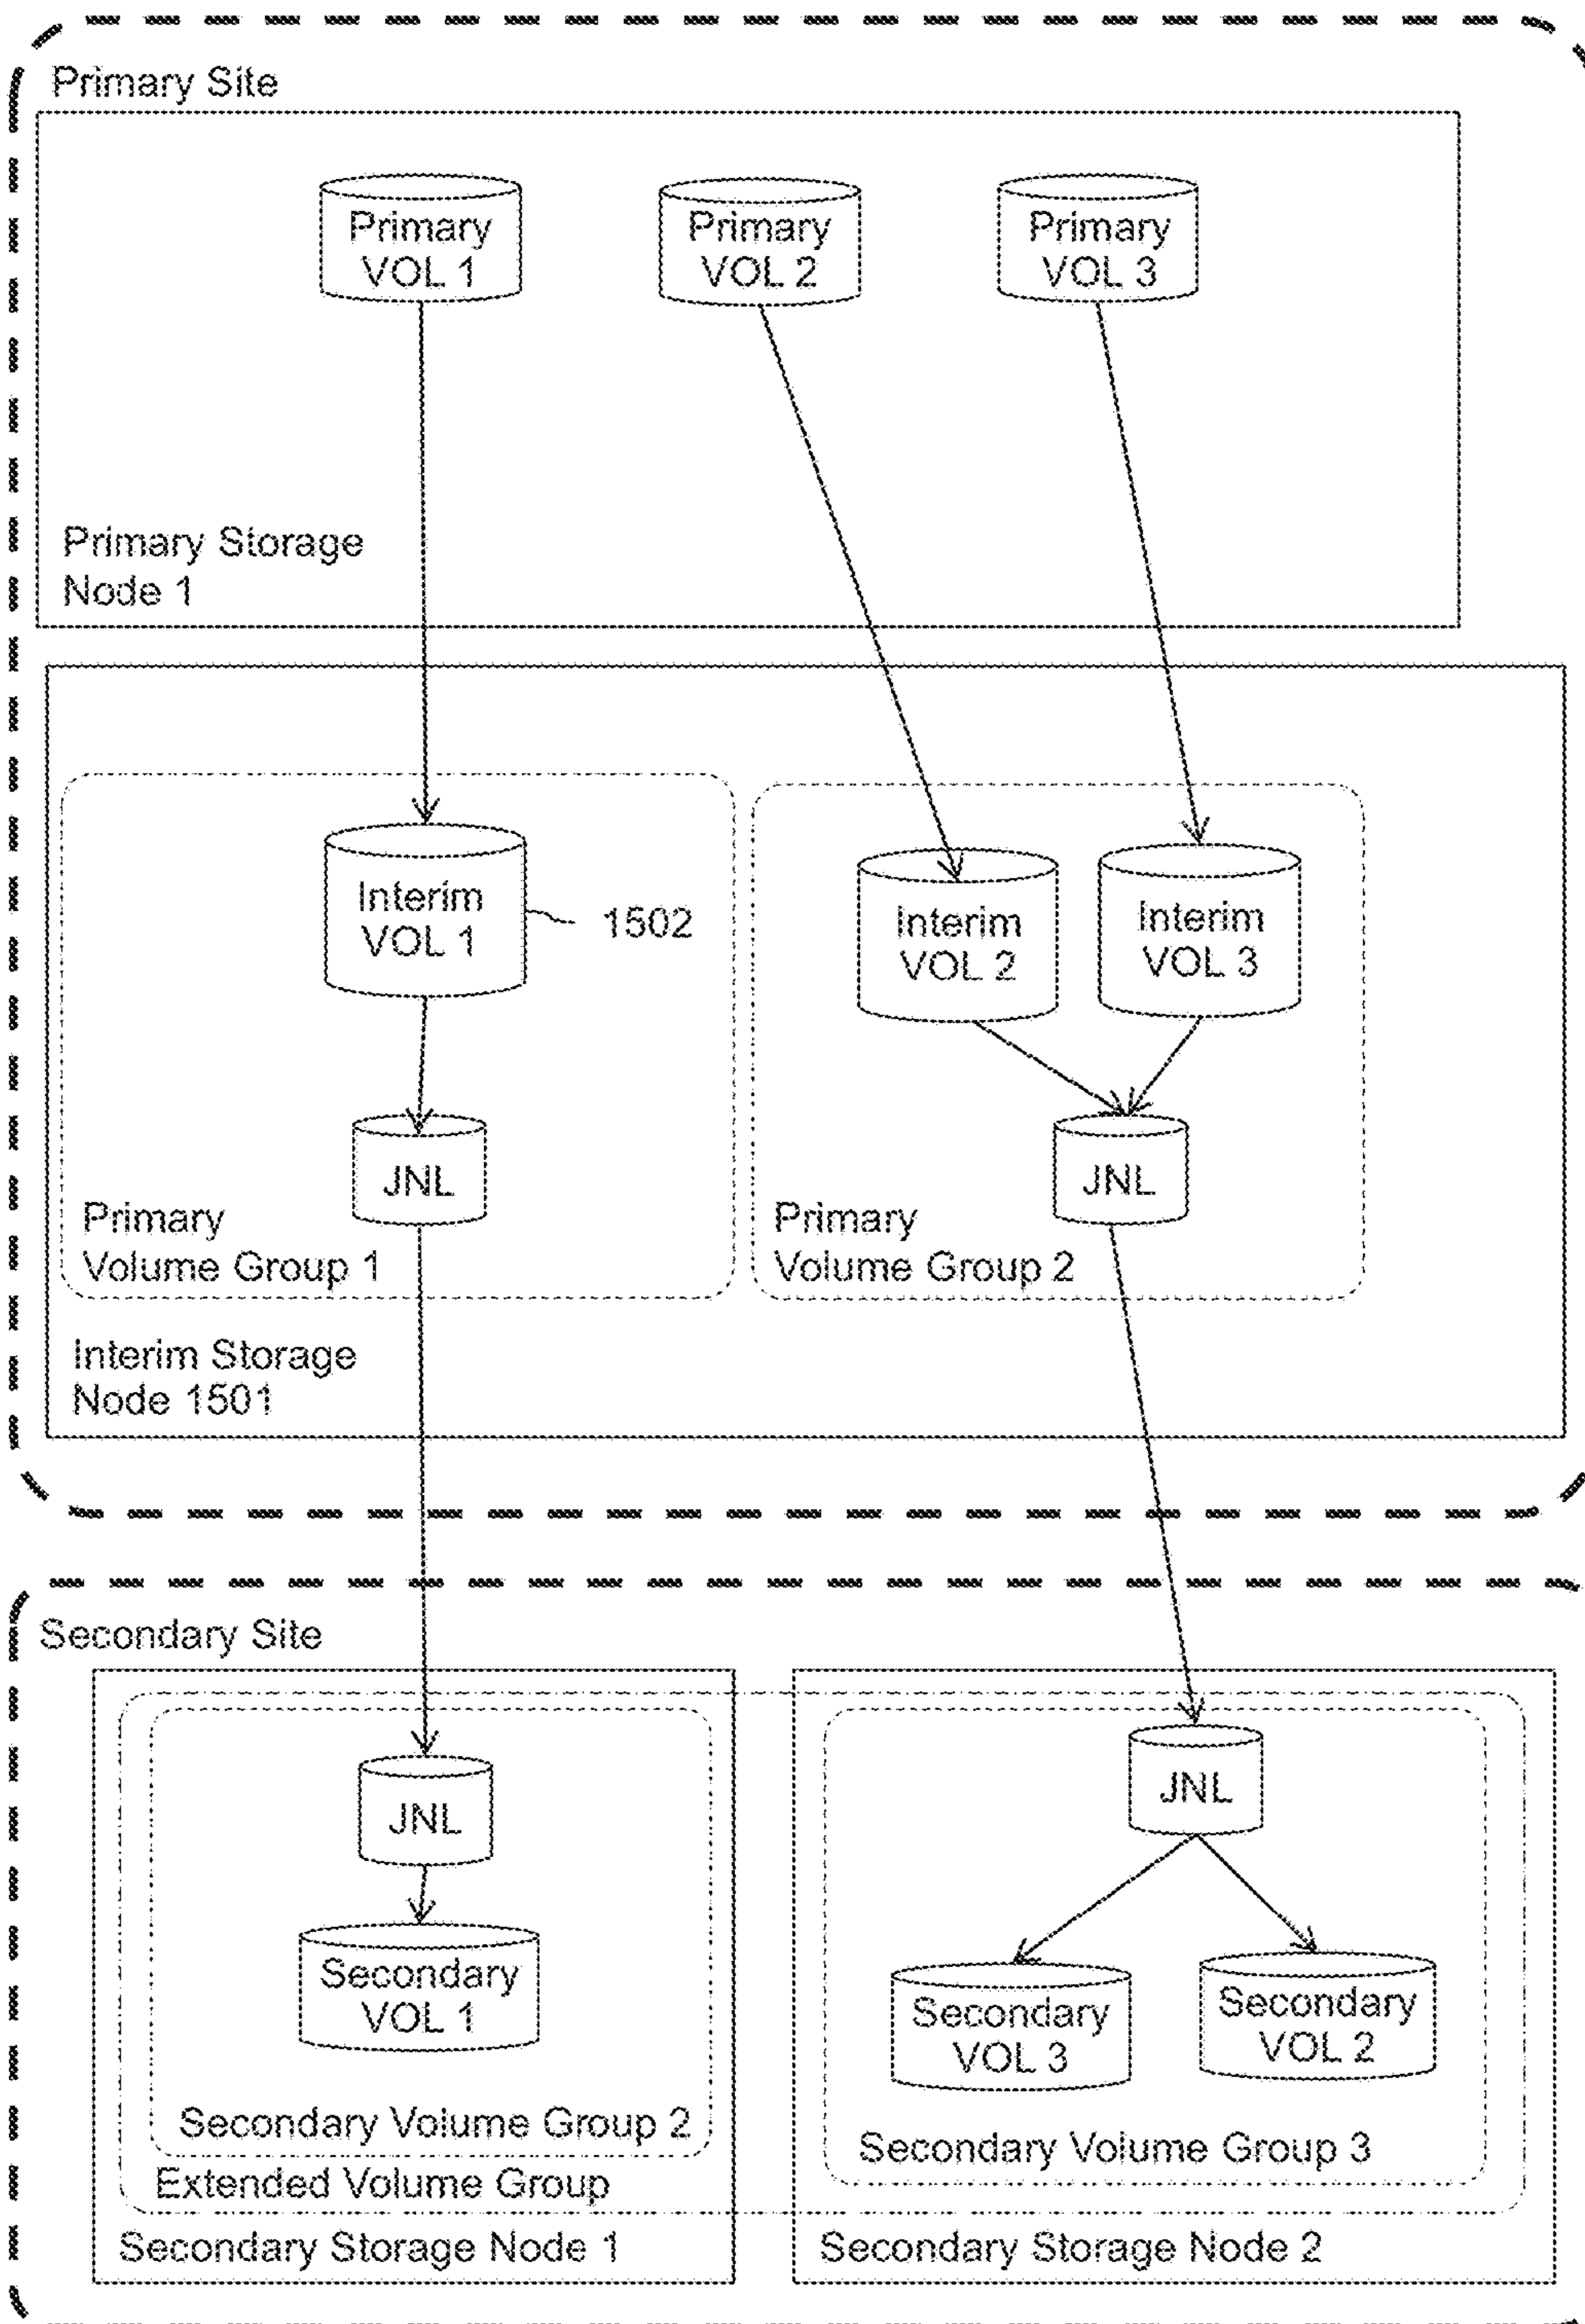 Primary Site
Primary
VOL 1
Primary
VOL 2
Primary
VOL 3
Primary Storage
Node 1
Interim
VOL 1
1502
Interim
VOL 2
Interim
VOL 3
JNL
JNL
Primary
Volume Group 1
Primary
Volume Group 2
Interim Storage
Node 1501
Secondary Site
JNL
JNL
Secondary
VOL 1
Secondary
VOL 3
Secondary
VOL 2
Secondary Volume Group 2
Secondary Volume Group 3
Extended Volume Group
Secondary Storage Node 1
Secondary Storage Node 2